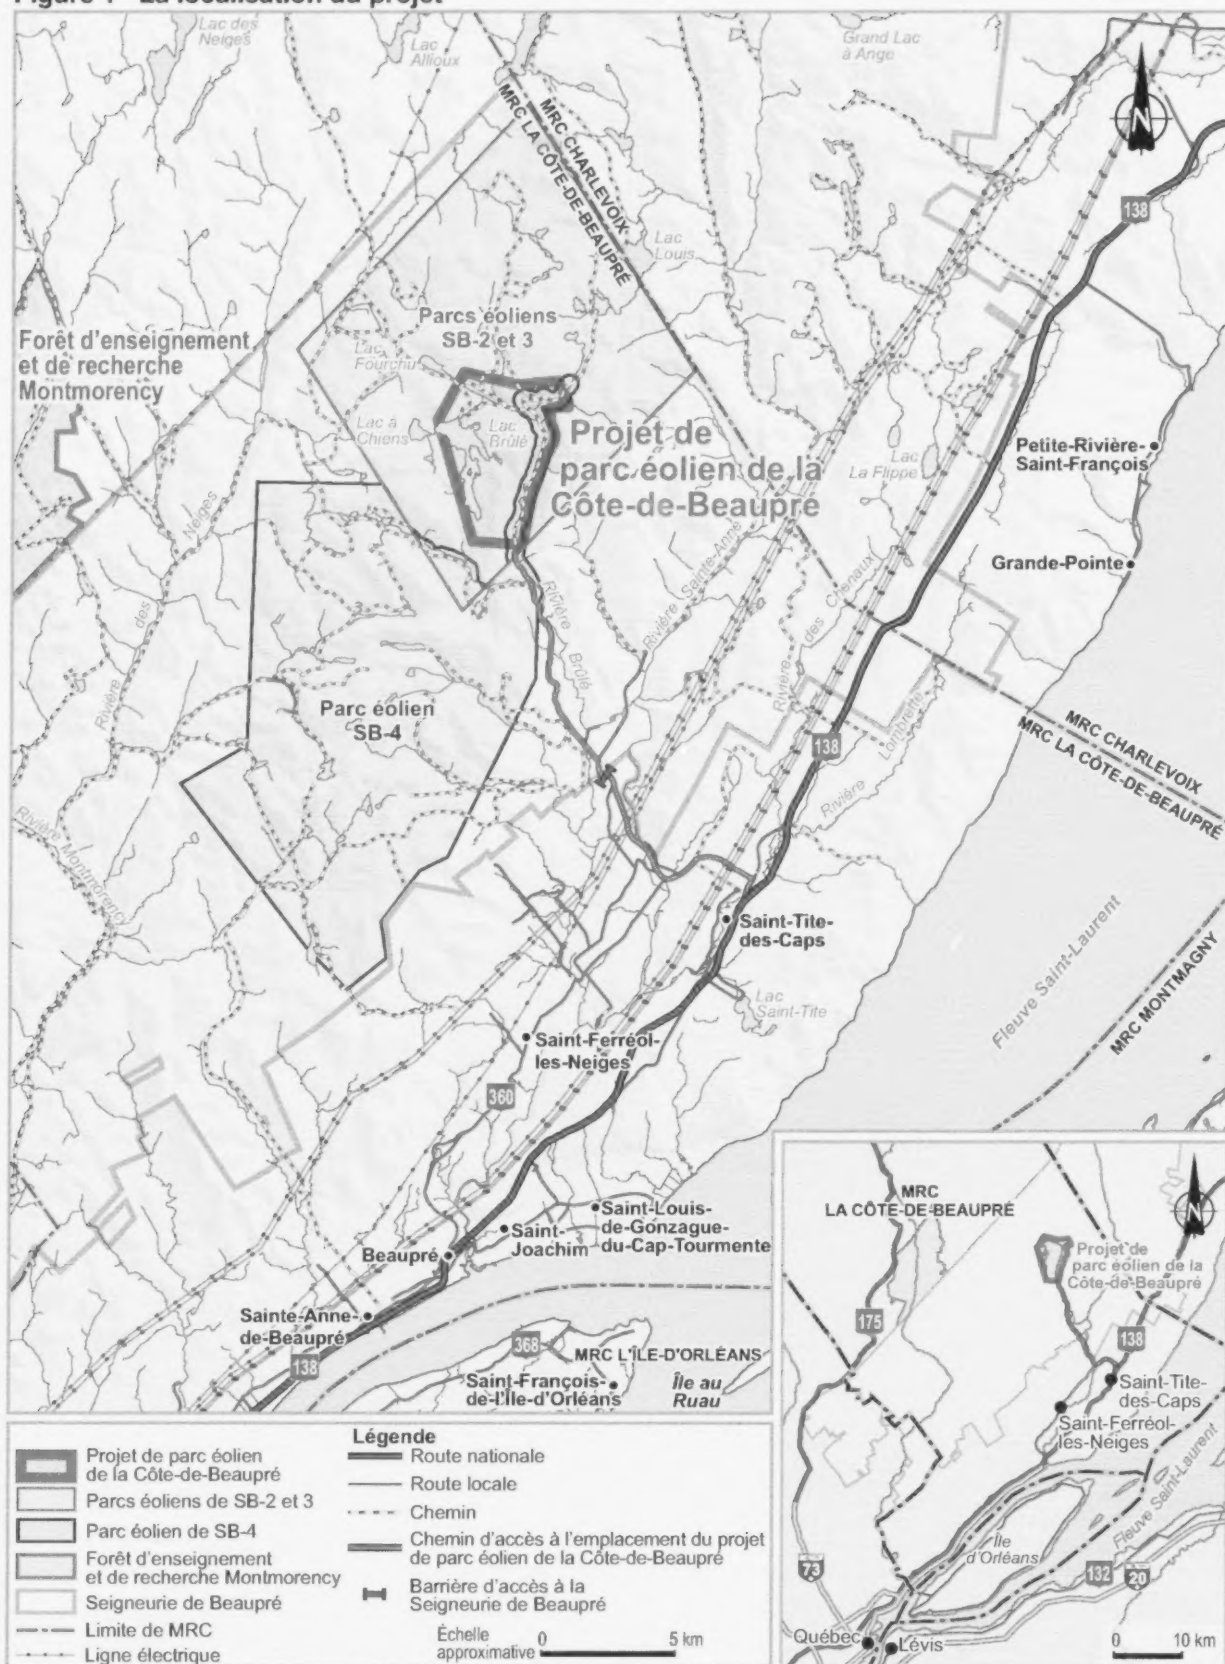 Figure 1 La localisation du projet
Lac des
Neiges
Lac
Allioux
Grand Lac
à Ange
N
MRC CHARLEVOIX
MRC LA CÔTE-DE-BEAUPRÉ
138
Lac
Louis
Parcs éoliens
SB-2 et 3
Forêt d'enseignement
et de recherche
Montmorency
Lac
Fourchu
Lac à
Chiens
Lac
Brûlé
Projet de
parc éolien de la
Côte-de-Beaupré
Lac
La Flippe
Petite-Rivière-
Saint-François
Grande-Pointe
Rivière des Neiges
Rivière Brûlé
Rivière Sainte-Anne
Rivière des Chenaux
Parc éolien
SB-4
138
Rivière Lombrette
MRC CHARLEVOIX
MRC LA CÔTE-DE-BEAUPRÉ
Rivière Montmorency
Saint-Tite-
des-Caps
Lac
Saint-Tite
Fleuve Saint-Laurent
MRC MONTMAGNY
Saint-Ferréol-
les-Neiges
360
Saint-Louis-
de-Gonzague-
du-Cap-Tourmente
Saint-
Joachim
Beaupré
Sainte-Anne-
de-Beaupré
138
368
MRC L'ÎLE-D'ORLÉANS
Saint-François-
de-l'Île-d'Orléans
Île au
Ruau
MRC
LA CÔTE-DE-BEAUPRÉ
N
Projet de
parc éolien de la
Côte-de-Beaupré
175
138
Saint-Tite-
des-Caps
Saint-Ferréol-
les-Neiges
Fleuve Saint-Laurent
Île
d'Orléans
73
132
20
Québec
Lévis
0 10 km
Légende
Projet de parc éolien
de la Côte-de-Beaupré
Parcs éoliens de SB-2 et 3
Parc éolien de SB-4
Forêt d'enseignement
et de recherche Montmorency
Seigneurie de Beaupré
Limite de MRC
Ligne électrique
Route nationale
Route locale
Chemin
Chemin d'accès à l'emplacement du projet
de parc éolien de la Côte-de-Beaupré
Barrière d'accès à la
Seigneurie de Beaupré
Échelle
approximative 0 5 km